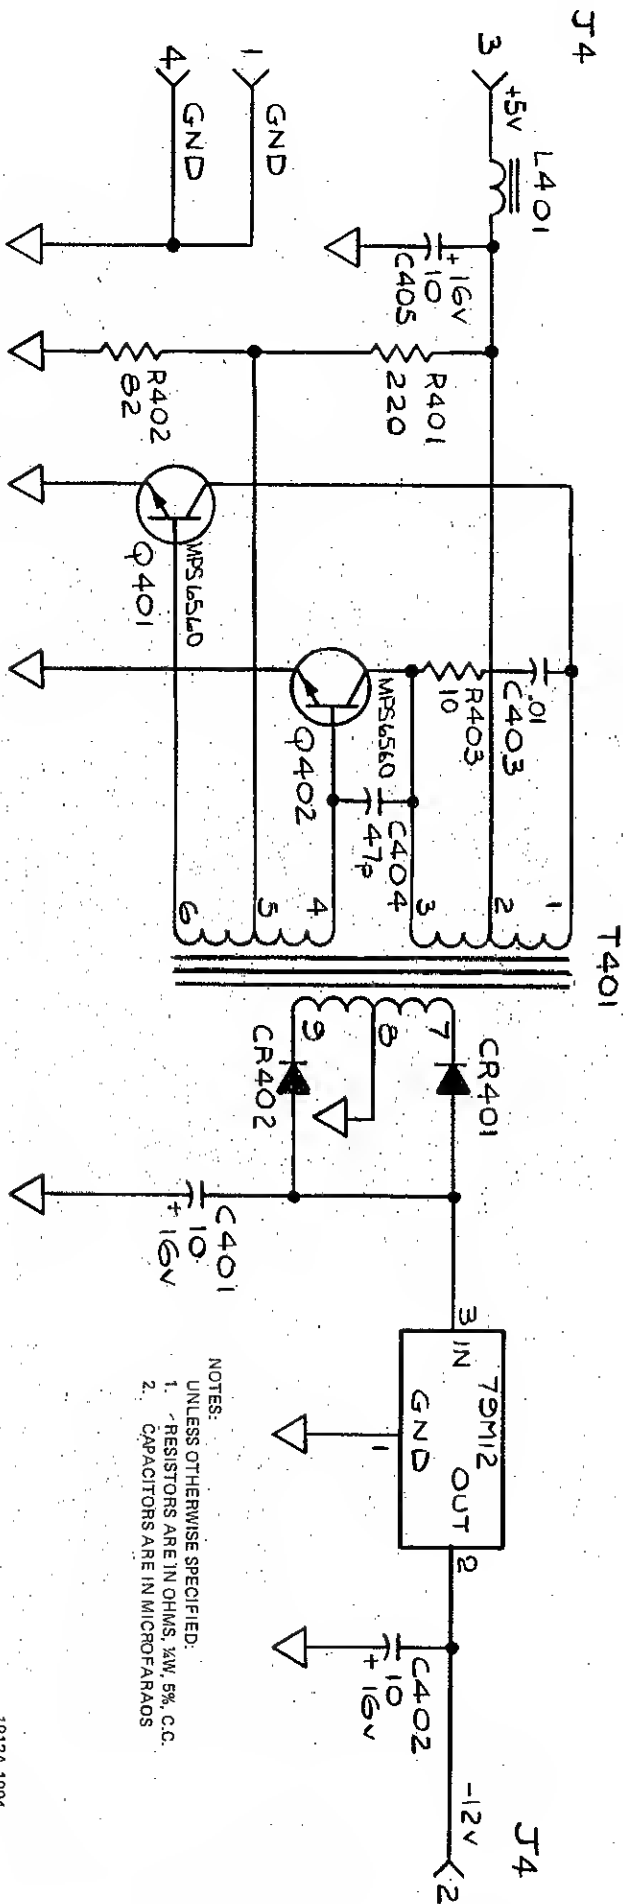 J4
3
+5V
L401
+ 16V
10
C405
1
GND
4
GND
R401
220
R402
82
MPS6560
Q401
.01
C403
R403
10
MPS6560
Q402
C404
47p
T401
1
2
3
4
5
6
7
8
9
CR401
CR402
C401
10
+ 16V
3
IN
79M12
OUT
2
GND
1
C402
10
+ 16V
-12V
J4
2
NOTES:
UNLESS OTHERWISE SPECIFIED:
1. RESISTORS ARE IN OHMS, ¼W, 5%, C.C.
2. CAPACITORS ARE IN MICROFARADS